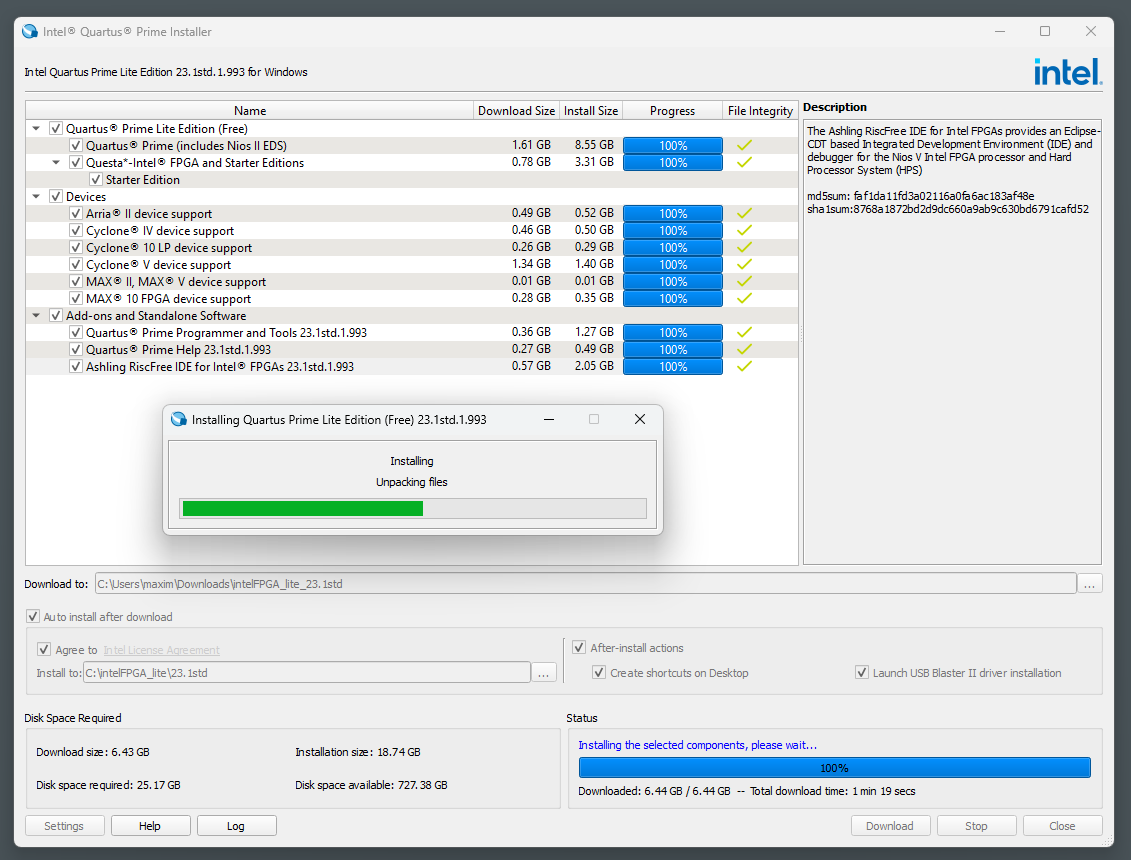 Intel® Quartus® Prime Installer
Intel Quartus Prime Lite Edition 23.1std.1.993 for Windows
intel.
Name Download Size Install Size Progress File Integrity
Quartus® Prime Lite Edition (Free)
Quartus® Prime (includes Nios II EDS) 1.61 GB 8.55 GB 100%
Questa*-Intel® FPGA and Starter Editions 0.78 GB 3.31 GB 100%
Starter Edition
Devices
Arria® II device support 0.49 GB 0.52 GB 100%
Cyclone® IV device support 0.46 GB 0.50 GB 100%
Cyclone® 10 LP device support 0.26 GB 0.29 GB 100%
Cyclone® V device support 1.34 GB 1.40 GB 100%
MAX® II, MAX® V device support 0.01 GB 0.01 GB 100%
MAX® 10 FPGA device support 0.28 GB 0.35 GB 100%
Add-ons and Standalone Software
Quartus® Prime Programmer and Tools 23.1std.1.993 0.36 GB 1.27 GB 100%
Quartus® Prime Help 23.1std.1.993 0.27 GB 0.49 GB 100%
Ashling RiscFree IDE for Intel® FPGAs 23.1std.1.993 0.57 GB 2.05 GB 100%
Description
The Ashling RiscFree IDE for Intel FPGAs provides an Eclipse-
CDT based Integrated Development Environment (IDE) and
debugger for the Nios V Intel FPGA processor and Hard
Processor System (HPS)
md5sum: faf1da11fd3a02116a0fa6ac183af48e
sha1sum:8768a1872bd2d9dc660a9ab9c630bd6791cafd52
Installing Quartus Prime Lite Edition (Free) 23.1std.1.993
Installing
Unpacking files
Download to: C:\Users\maxim\Downloads\intelFPGA_lite_23.1std ...
Auto install after download
Agree to Intel License Agreement
Install to: C:\intelFPGA_lite\23.1std ...
After-install actions
Create shortcuts on Desktop Launch USB Blaster II driver installation
Disk Space Required
Download size: 6.43 GB Installation size: 18.74 GB
Disk space required: 25.17 GB Disk space available: 727.38 GB
Status
Installing the selected components, please wait...
100%
Downloaded: 6.44 GB / 6.44 GB -- Total download time: 1 min 19 secs
Settings Help Log Download Stop Close